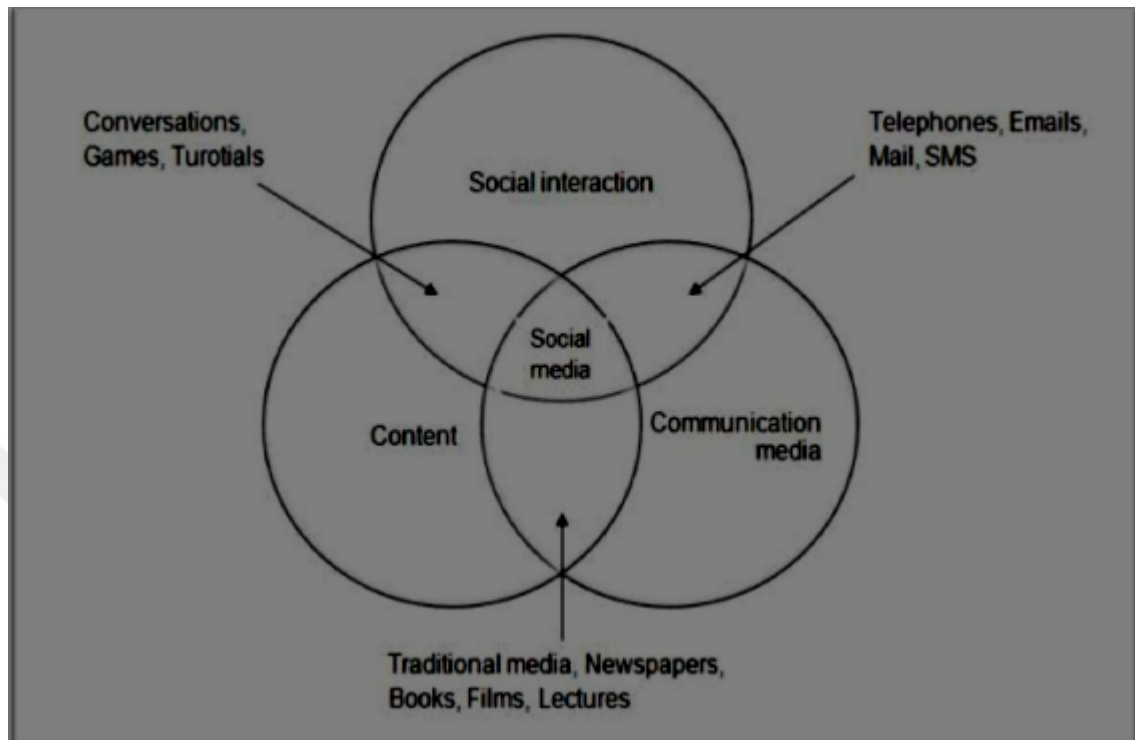 Conversations,
Games, Turotials
Telephones, Emails,
Mail, SMS
Social interaction
Social
media
Content
Communication
media
Traditional media, Newspapers,
Books, Films, Lectures